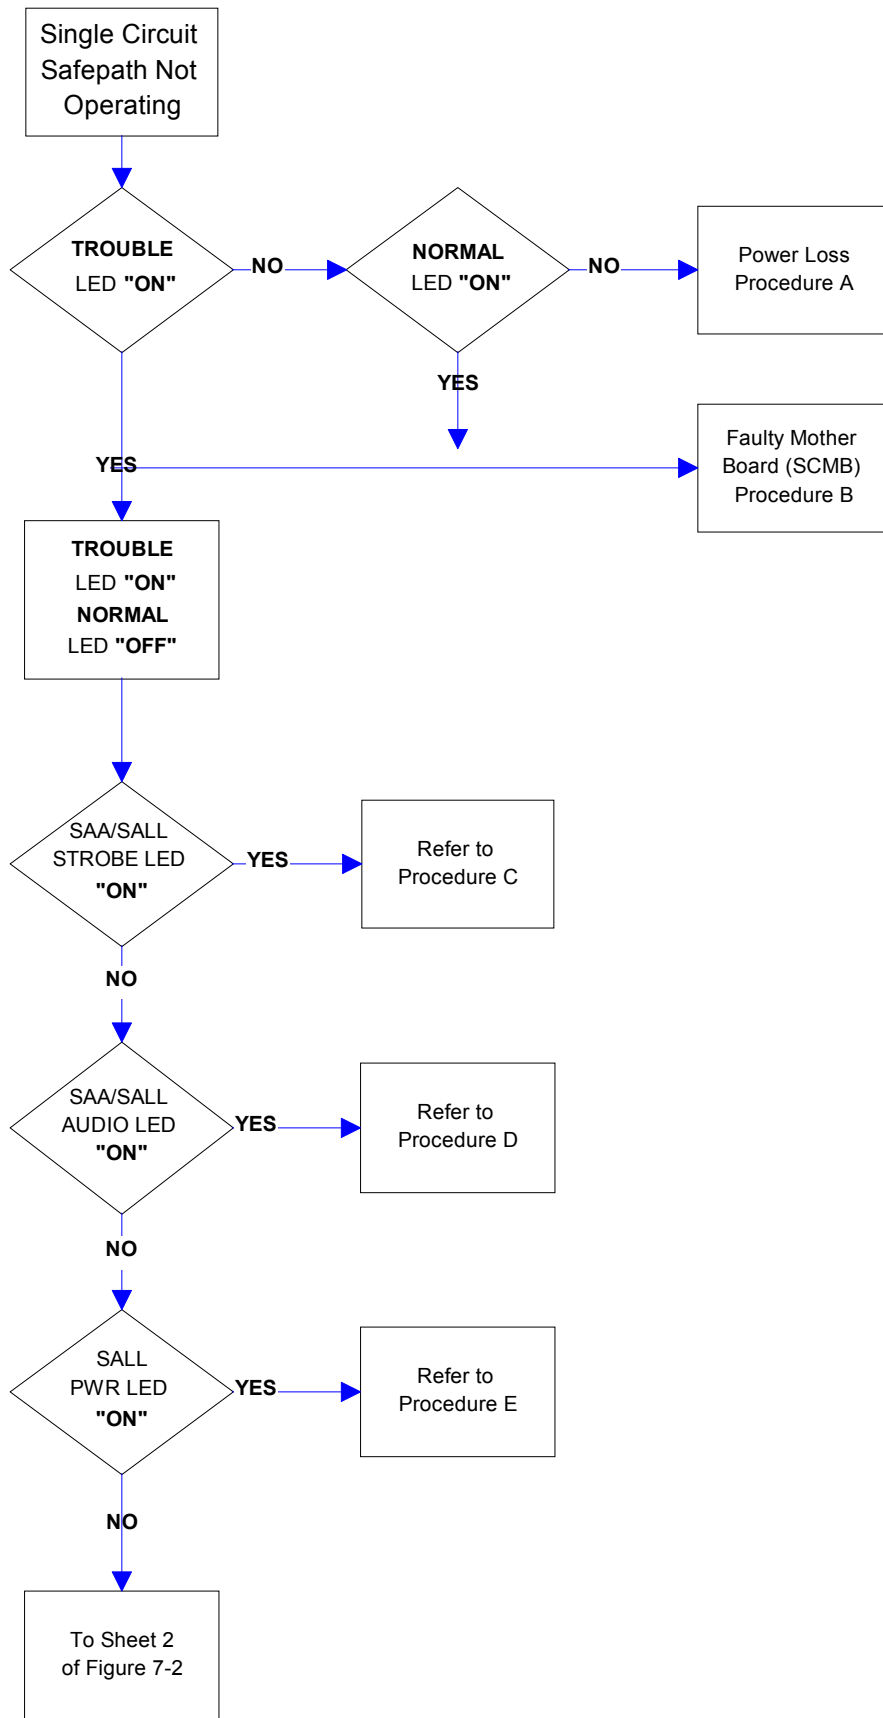 Single Circuit
Safepath Not
Operating
TROUBLE
LED "ON"
NO
NORMAL
LED "ON"
NO
Power Loss
Procedure A
YES
Faulty Mother
Board (SCMB)
Procedure B
YES
TROUBLE
LED "ON"
NORMAL
LED "OFF"
SAA/SALL
STROBE LED
"ON"
YES
Refer to
Procedure C
NO
SAA/SALL
AUDIO LED
"ON"
YES
Refer to
Procedure D
NO
SALL
PWR LED
"ON"
YES
Refer to
Procedure E
NO
To Sheet 2
of Figure 7-2